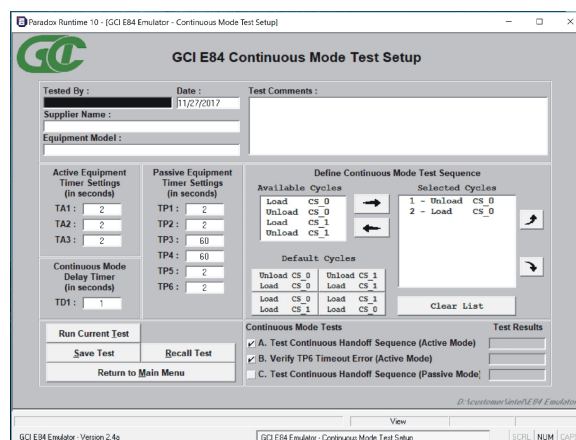 Paradox Runtime 10 - [GCI E84 Emulator - Continuous Mode Test Setup]
GCI
GCI E84 Continuous Mode Test Setup
Tested By :
Date :
Test Comments :
11/27/2017
Supplier Name :
Equipment Model :
Active Equipment
Timer Settings
(in seconds)
TA1 : 2
TA2 : 2
TA3 : 2
Continuous Mode
Delay Timer
(in seconds)
TD1 : 1
Passive Equipment
Timer Settings
(in seconds)
TP1 : 2
TP2 : 2
TP3 : 60
TP4 : 60
TP5 : 2
TP6 : 2
Define Continuous Mode Test Sequence
Available Cycles
Load CS_0
Unload CS_0
Load CS_1
Unload CS_1
Selected Cycles
1 - Unload CS_0
2 - Load CS_0
Default Cycles
Unload CS_0
Load CS_0
Unload CS_1
Load CS_1
Load CS_0
Load CS_1
Load CS_1
Load CS_0
Clear List
Run Current Test
Save Test
Recall Test
Return to Main Menu
Continuous Mode Tests
Test Results
A. Test Continuous Handoff Sequence (Active Mode)
B. Verify TP6 Timeout Error (Active Mode)
C. Test Continuous Handoff Sequence (Passive Mode)
D:\customer\intel\E84 Emulator
View
GCI E84 Emulator - Version 2.4a
GCI E84 Emulator - Continuous Mode Test Setup
SCRL NUM CAPS